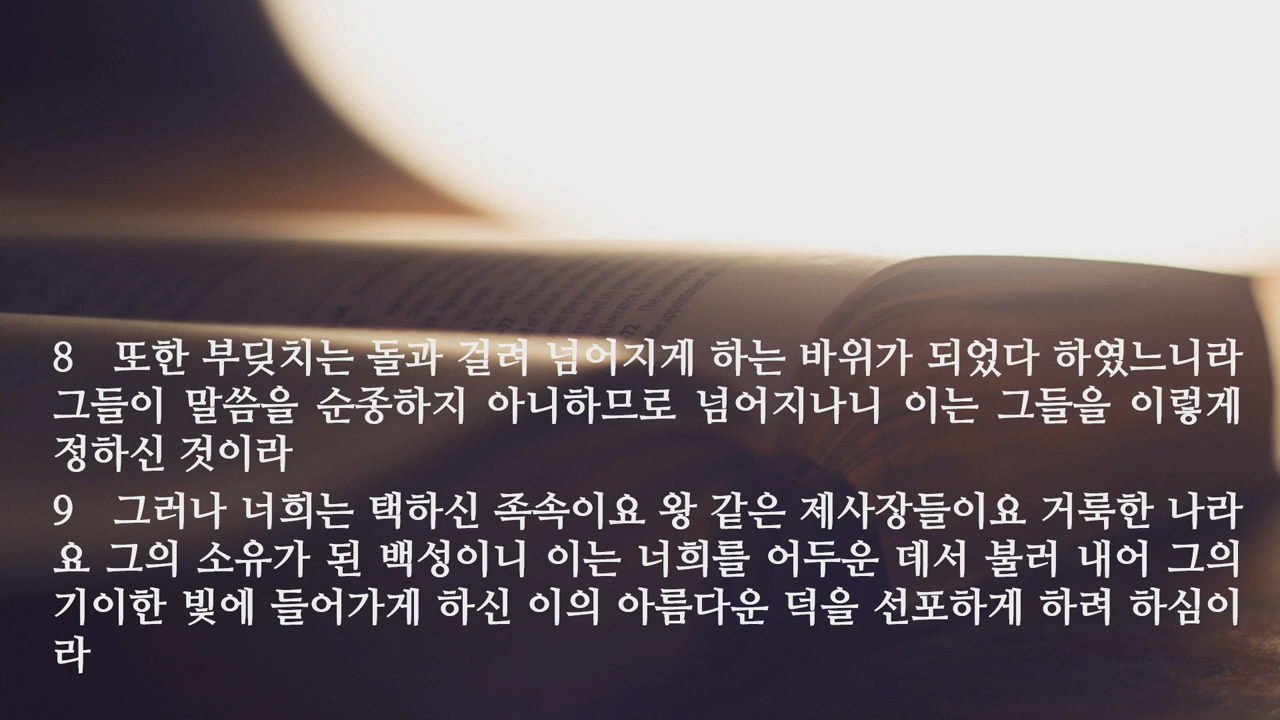 8 또한 부딪치는 돌과 걸려 넘어지게 하는 바위가 되었다 하였느니라
그들이 말씀을 순종하지 아니하므로 넘어지나니 이는 그들을 이렇게
정하신 것이라
9 그러나 너희는 택하신 족속이요 왕 같은 제사장들이요 거룩한 나라
요 그의 소유가 된 백성이니 이는 너희를 어두운 데서 불러 내어 그의
기이한 빛에 들어가게 하신 이의 아름다운 덕을 선포하게 하려 하심이
라